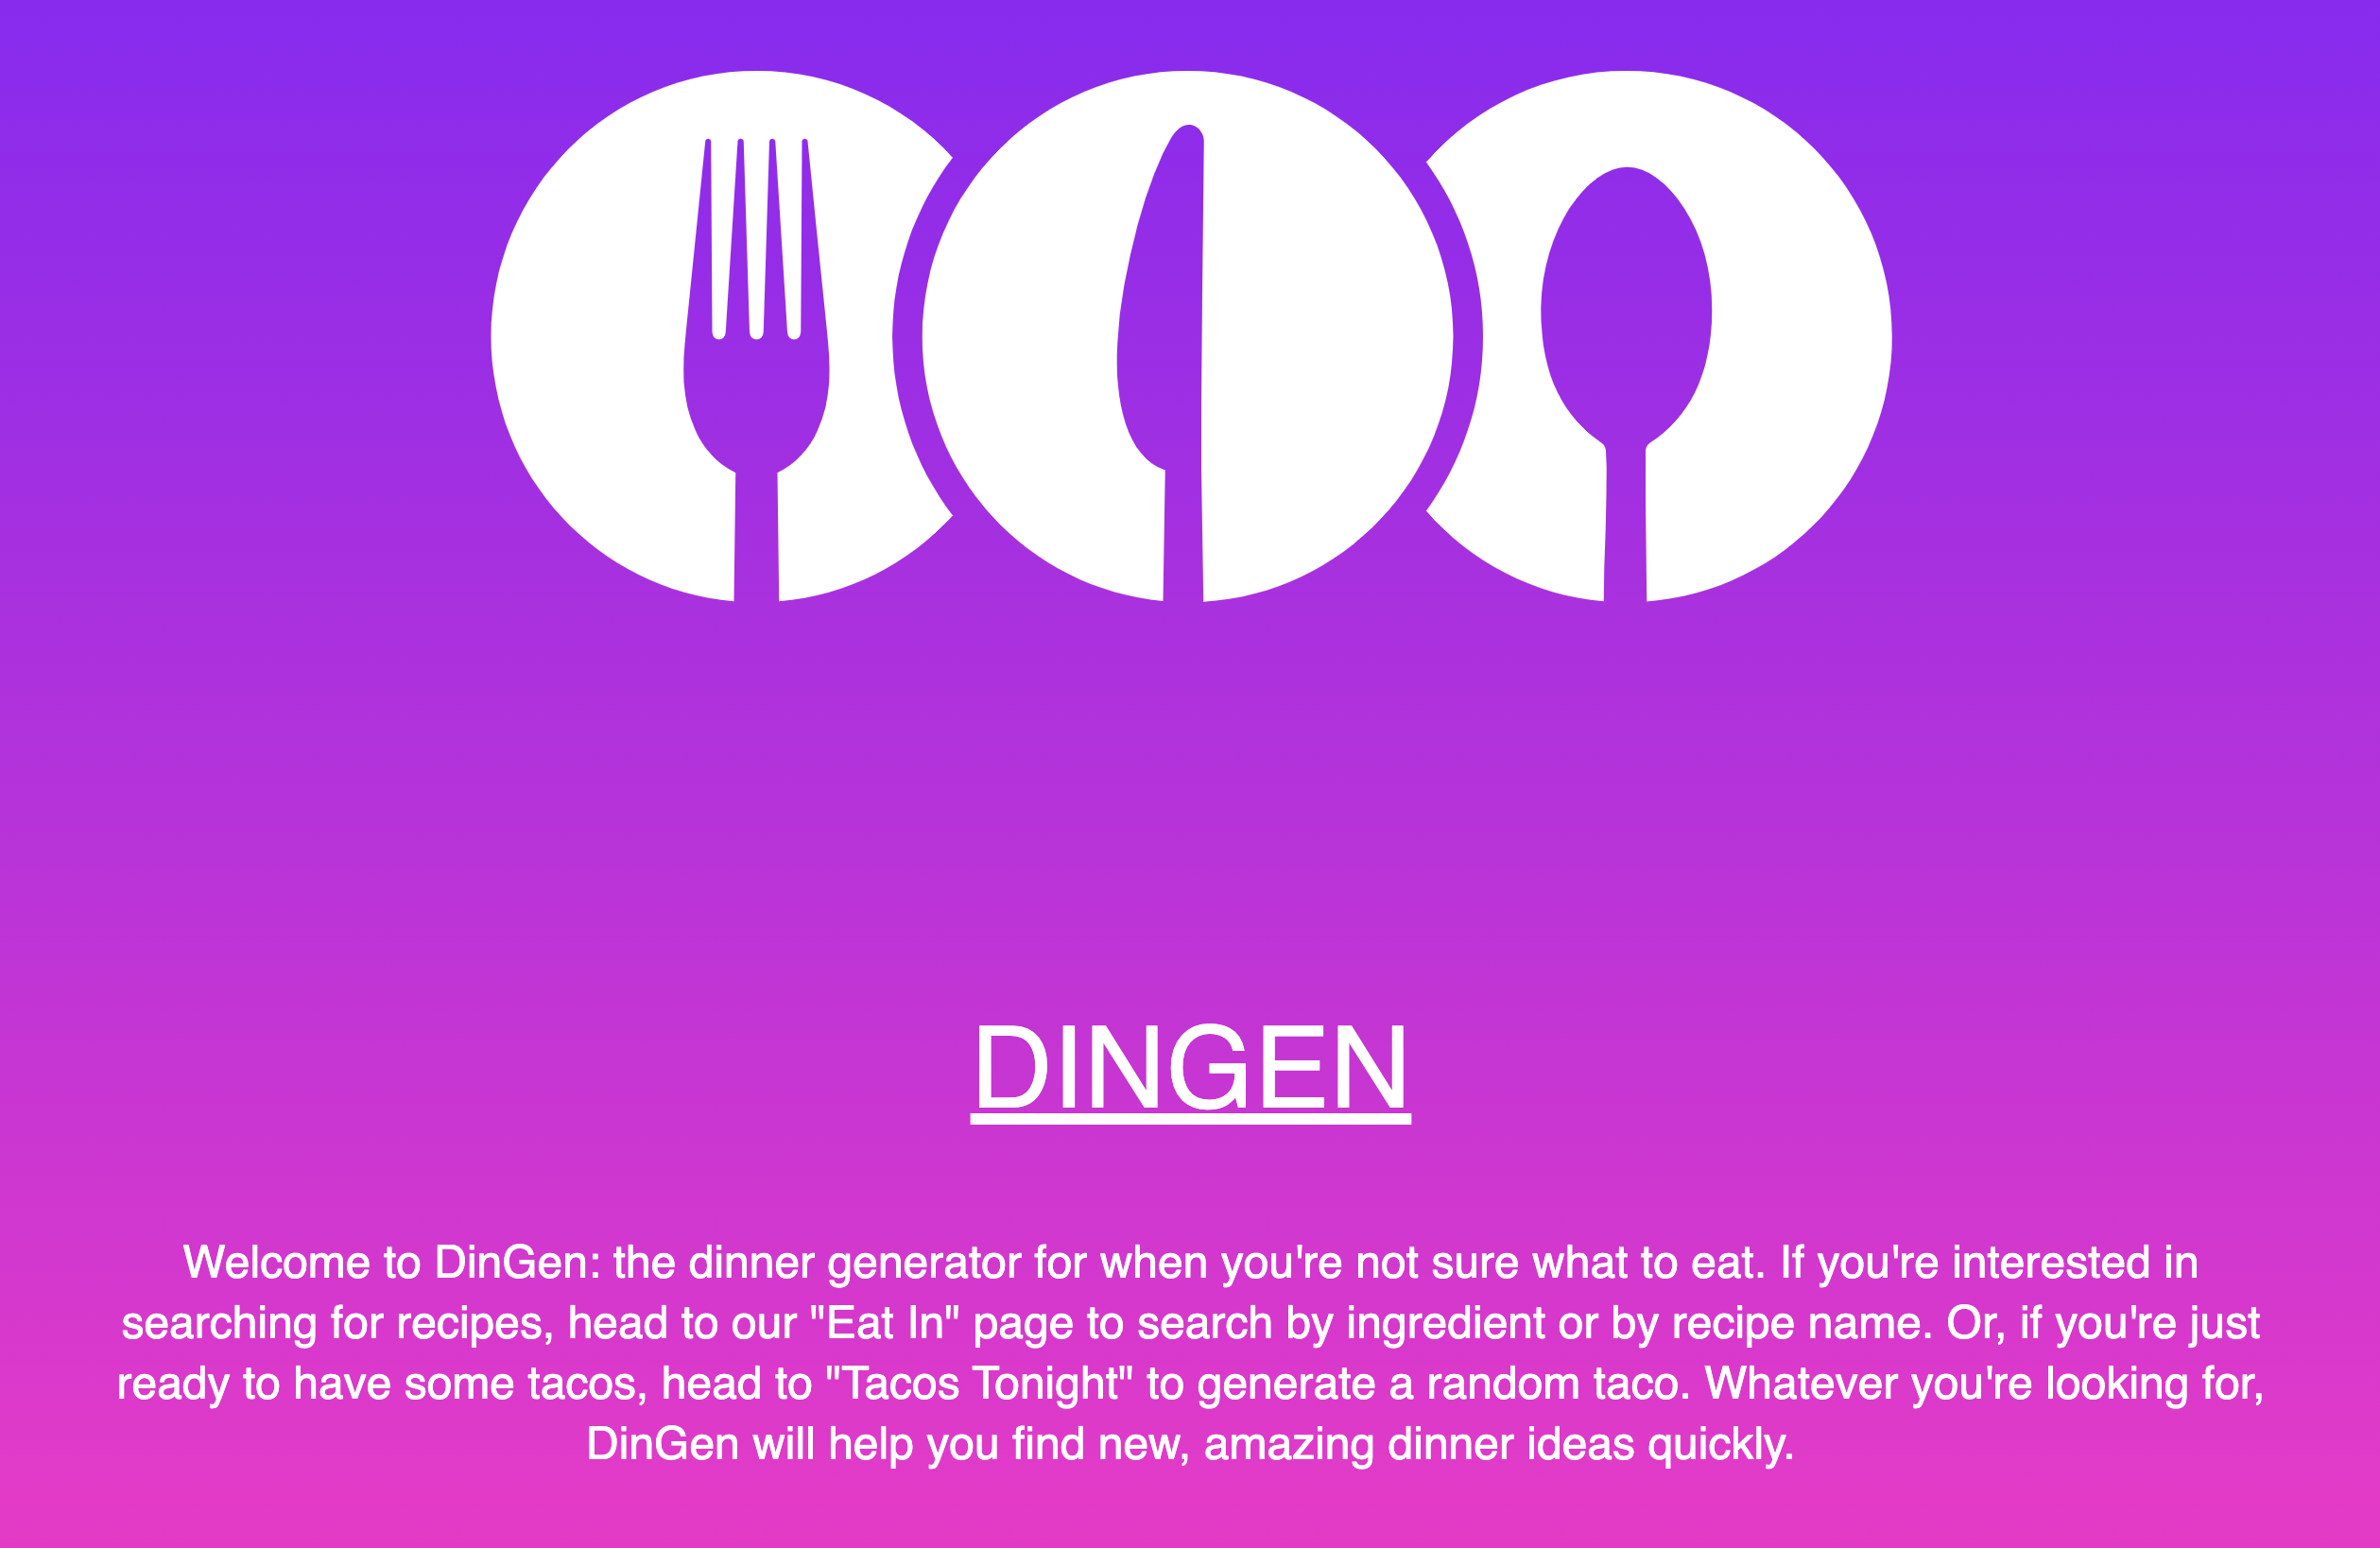 DINGEN
Welcome to DinGen: the dinner generator for when you're not sure what to eat. If you're interested in
searching for recipes, head to our "Eat In" page to search by ingredient or by recipe name. Or, if you're just
ready to have some tacos, head to "Tacos Tonight" to generate a random taco. Whatever you're looking for,
DinGen will help you find new, amazing dinner ideas quickly.